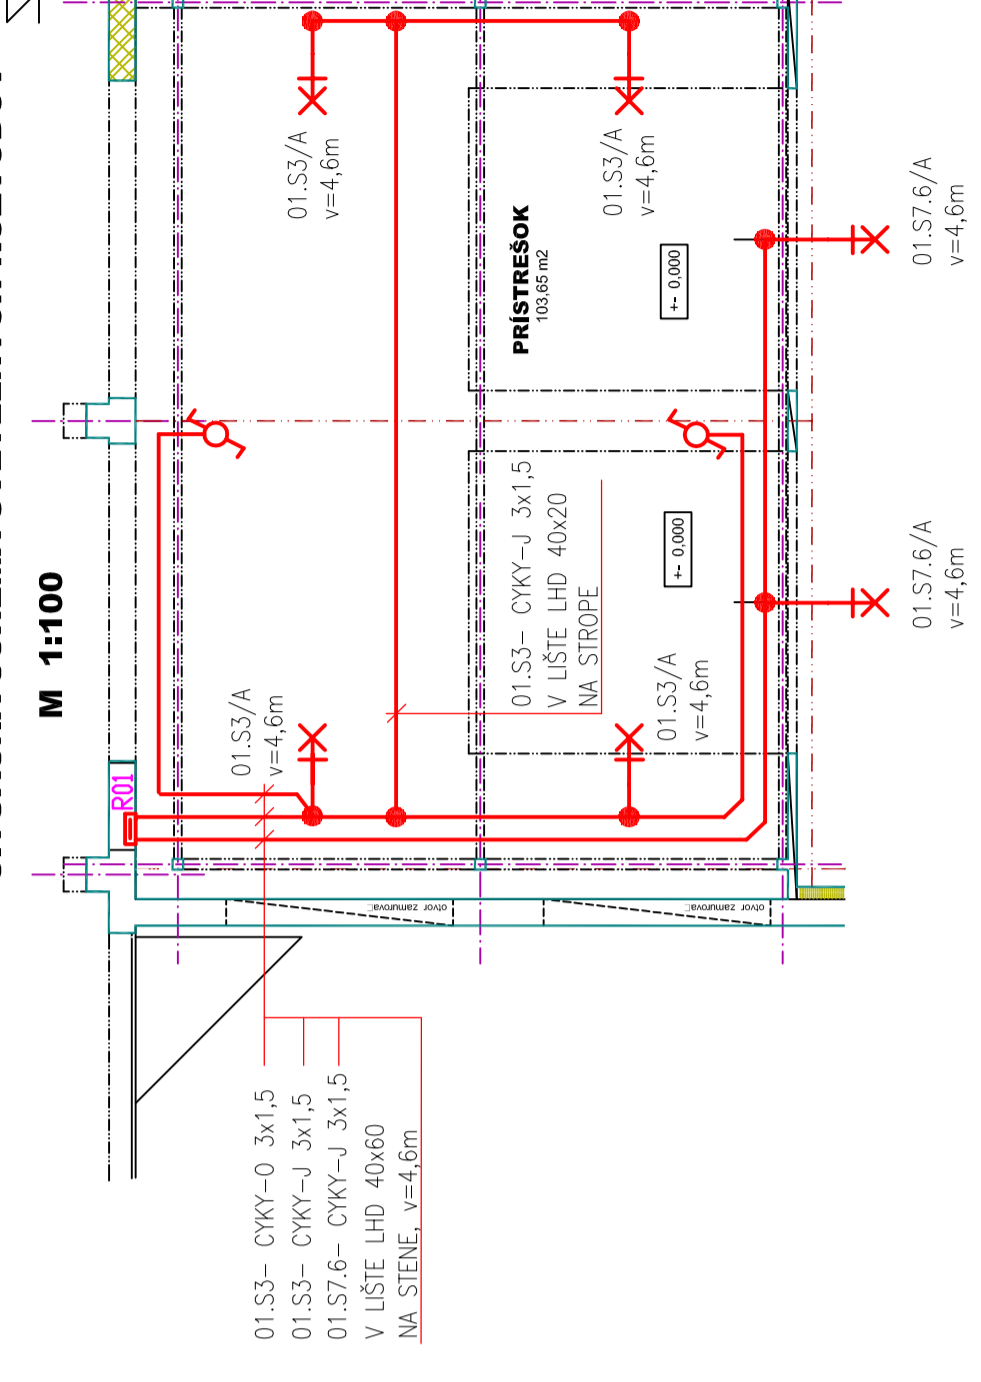 M 1:100
R01
01.S3/A
v=4,6m
01.S3/A
v=4,6m
01.S3/A
v=4,6m
01.S3/A
v=4,6m
PRÍSTREŠOK
103,65 m2
+- 0,000
+- 0,000
01.S3- CYKY-J 3x1,5
V LIŠTE LHD 40x20
NA STROPE
01.S7.6/A
v=4,6m
01.S7.6/A
v=4,6m
otvor
otvor
01.S3- CYKY-O 3x1,5
01.S3- CYKY-J 3x1,5
01.S7.6- CYKY-J 3x1,5
V LIŠTE LHD 40x60
NA STENE, v=4,6m